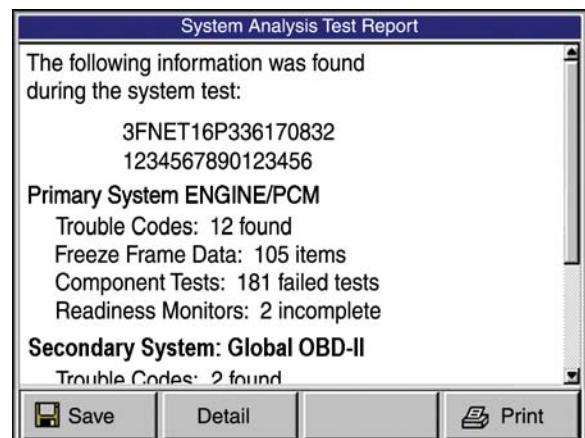 System Analysis Test Report
The following information was found
during the system test:
3FNET16P336170832
1234567890123456
Primary System ENGINE/PCM
Trouble Codes: 12 found
Freeze Frame Data: 105 items
Component Tests: 181 failed tests
Readiness Monitors: 2 incomplete
Secondary System: Global OBD-II
Trouble Codes: 2 found
Save
Detail
Print